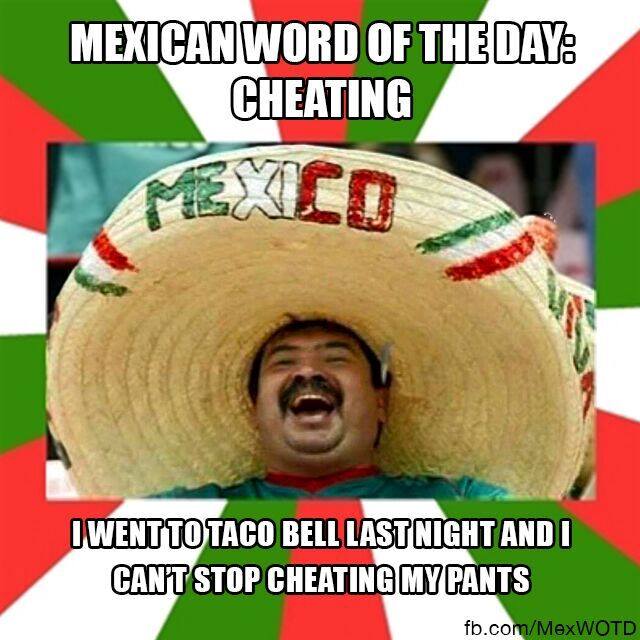 MEXICAN WORD OF THE DAY:
CHEATING
MEXICO
I WENT TO TACO BELL LAST NIGHT AND I
CAN'T STOP CHEATING MY PANTS
fb.com/MexWOTD